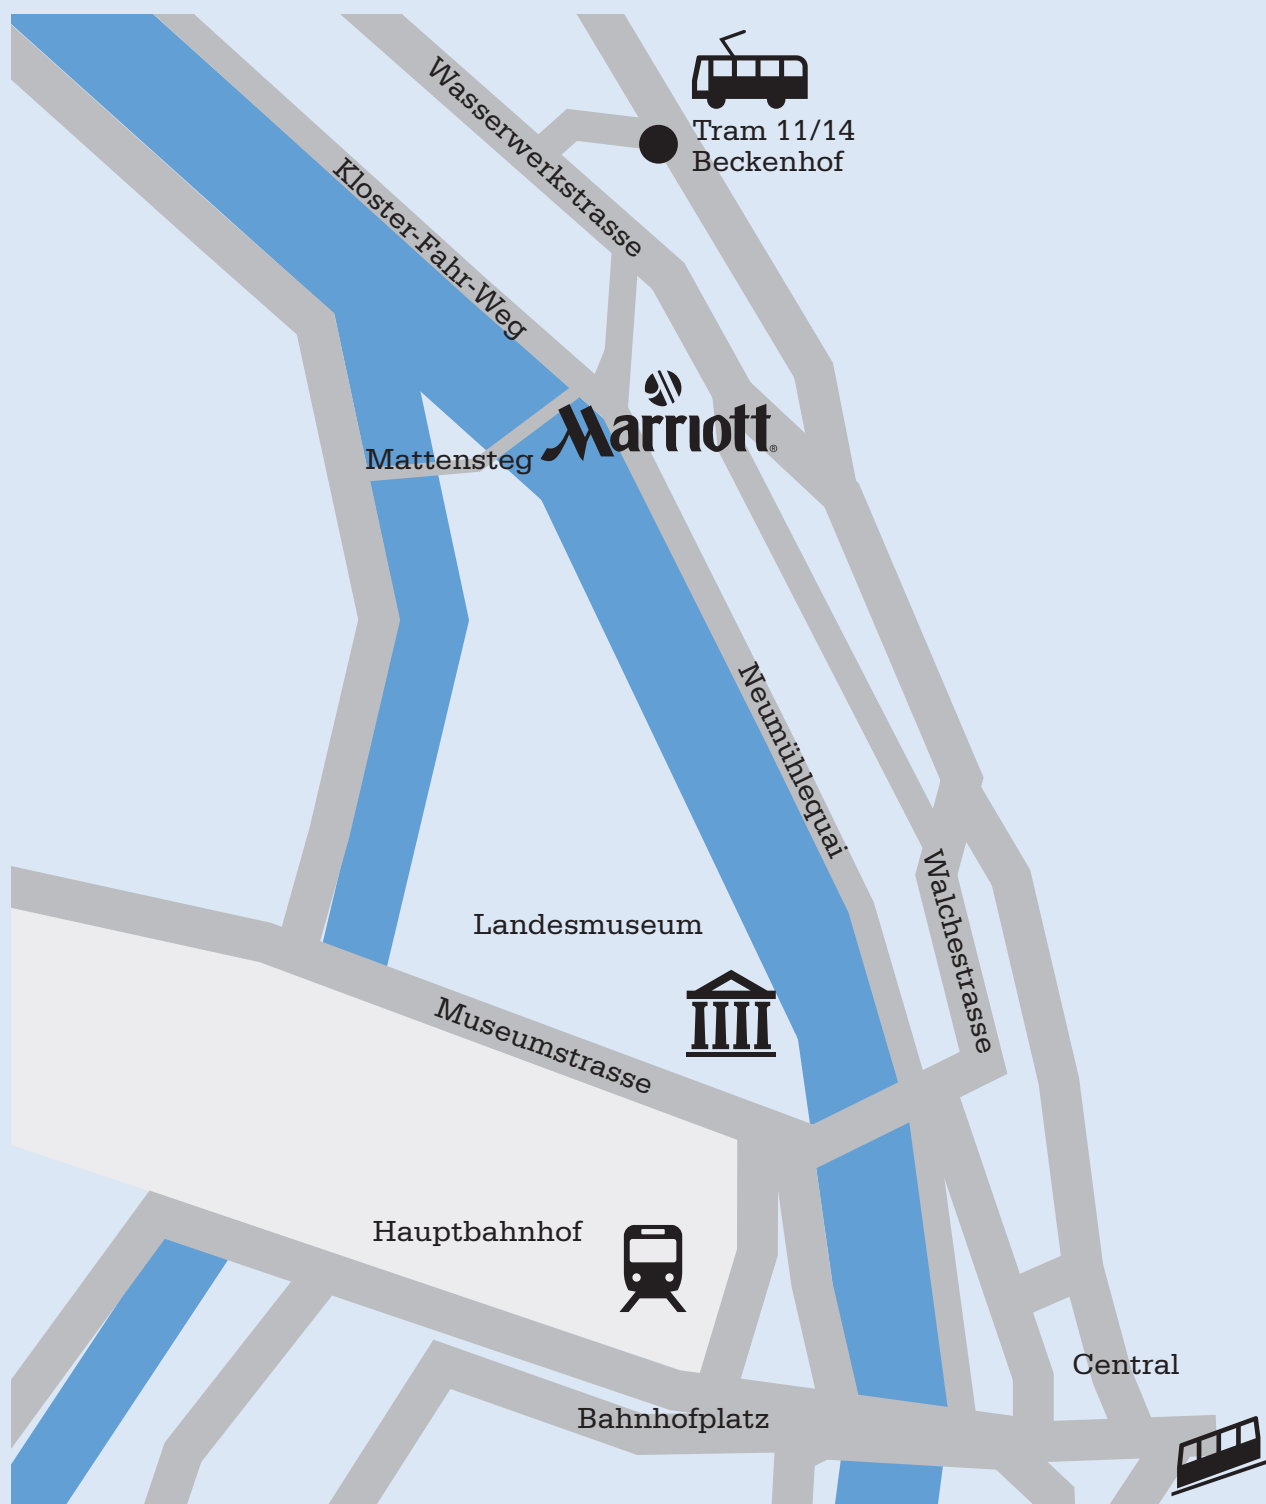 Wasserwerkstrasse
Tram 11/14
Beckenhof
Kloster-Fahr-Weg
Marriott®
Mattensteg
Neumühlequai
Walchestrasse
Landesmuseum
Museumstrasse
Hauptbahnhof
Central
Bahnhofplatz